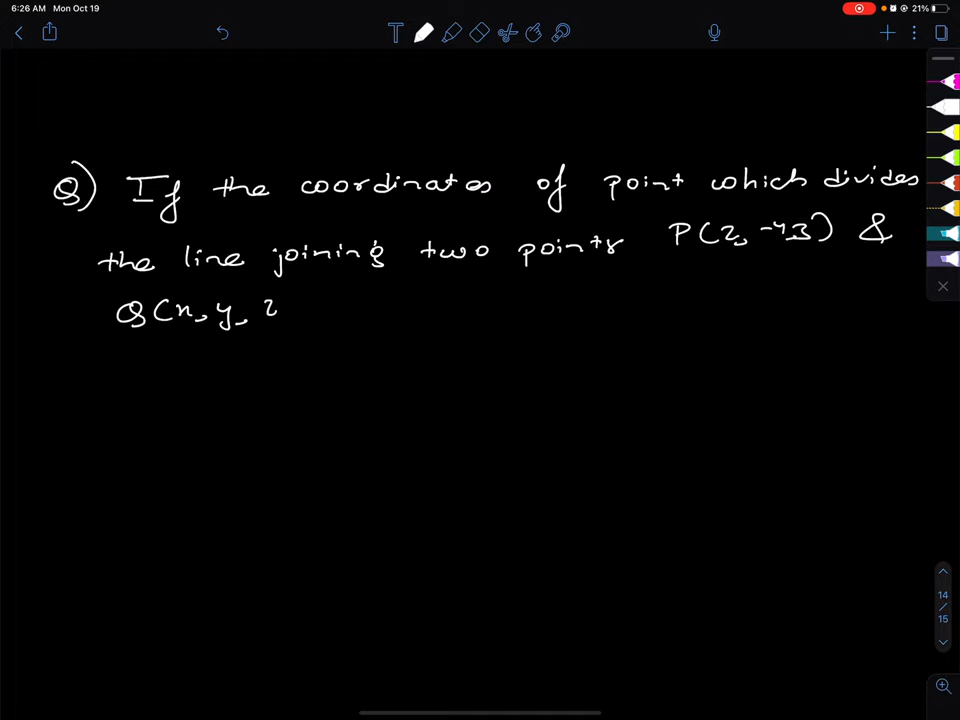 6:26 AM Mon Oct 19
21%
Q) If the coordinates of point which divides
the line joining two points P(2, -4,3) &
Q(x, y, z
14
/
15